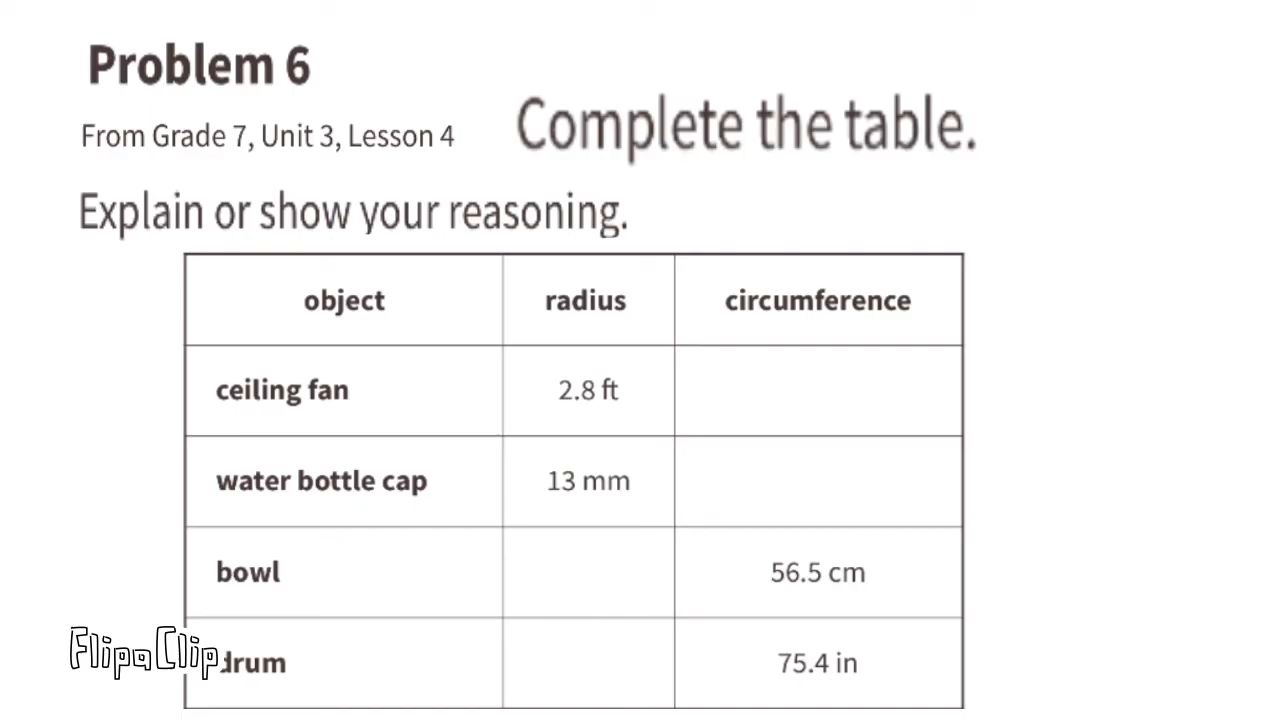 Problem 6
From Grade 7, Unit 3, Lesson 4
Complete the table.
Explain or show your reasoning.
object radius circumference
ceiling fan 2.8 ft
water bottle cap 13 mm
bowl 56.5 cm
drum 75.4 in
FlipaClip